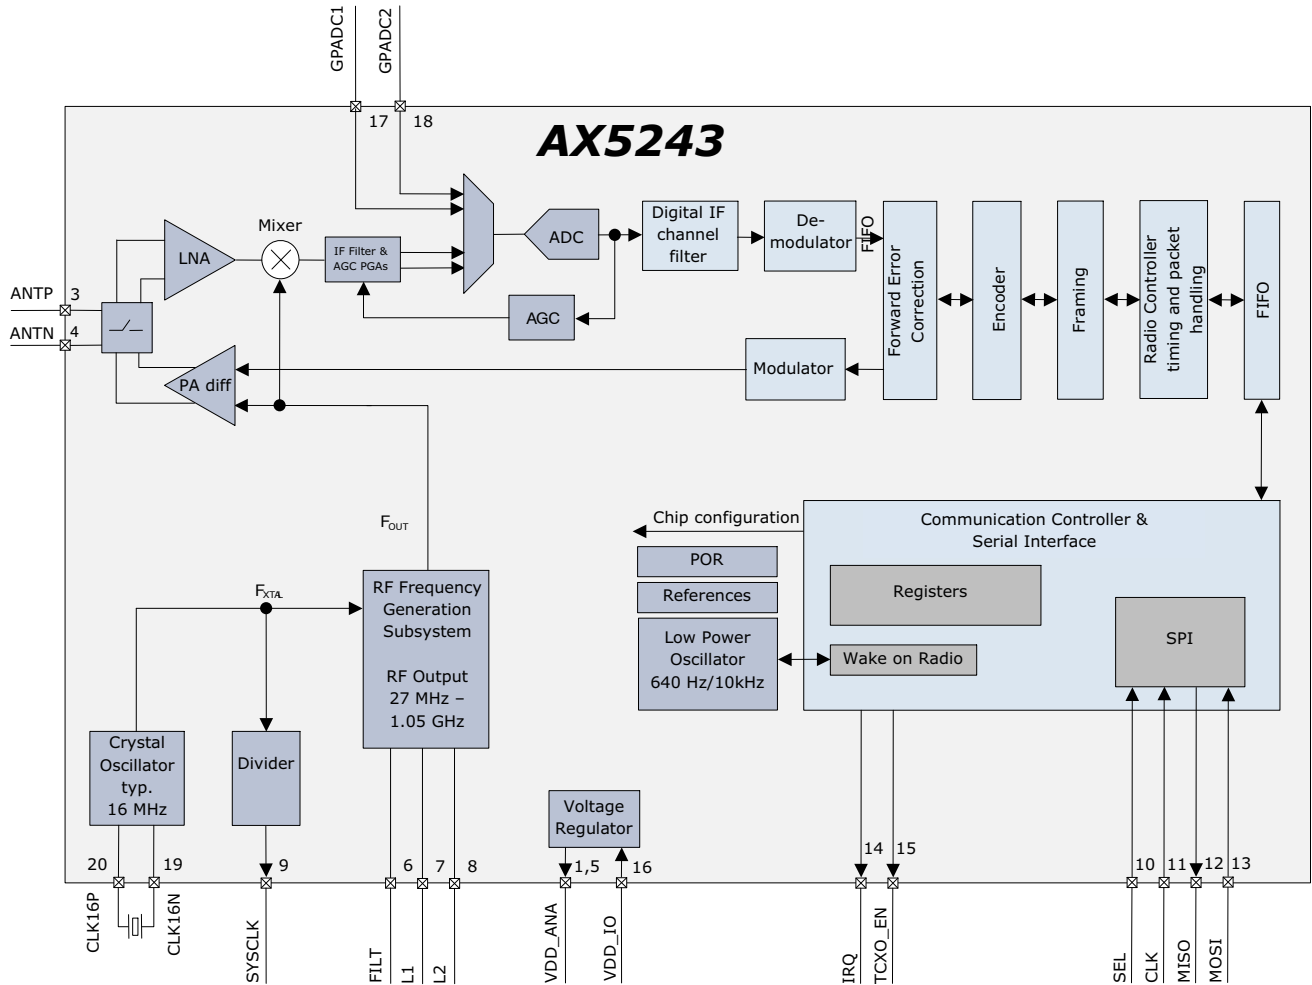 GPADC1
GPADC2
17
18
AX5243
Mixer
LNA
IF Filter &
AGC PGAs
ADC
AGC
Digital IF
channel
filter
De-
modulator
FIFO
Forward Error
Correction
Encoder
Framing
Radio Controller
timing and packet
handling
FIFO
ANTP
3
ANTN
4
PA diff
Modulator
FOUT
FXTAL
RF Frequency
Generation
Subsystem
RF Output
27 MHz –
1.05 GHz
Chip configuration
POR
References
Low Power
Oscillator
640 Hz/10kHz
Communication Controller &
Serial Interface
Registers
Wake on Radio
SPI
Crystal
Oscillator
typ.
16 MHz
Divider
Voltage
Regulator
20
19
9
6
7
8
1,5
16
14
15
10
11
12
13
CLK16P
CLK16N
SYSCLK
FILT
L1
L2
VDD_ANA
VDD_IO
IRQ
TCXO_EN
SEL
CLK
MISO
MOSI